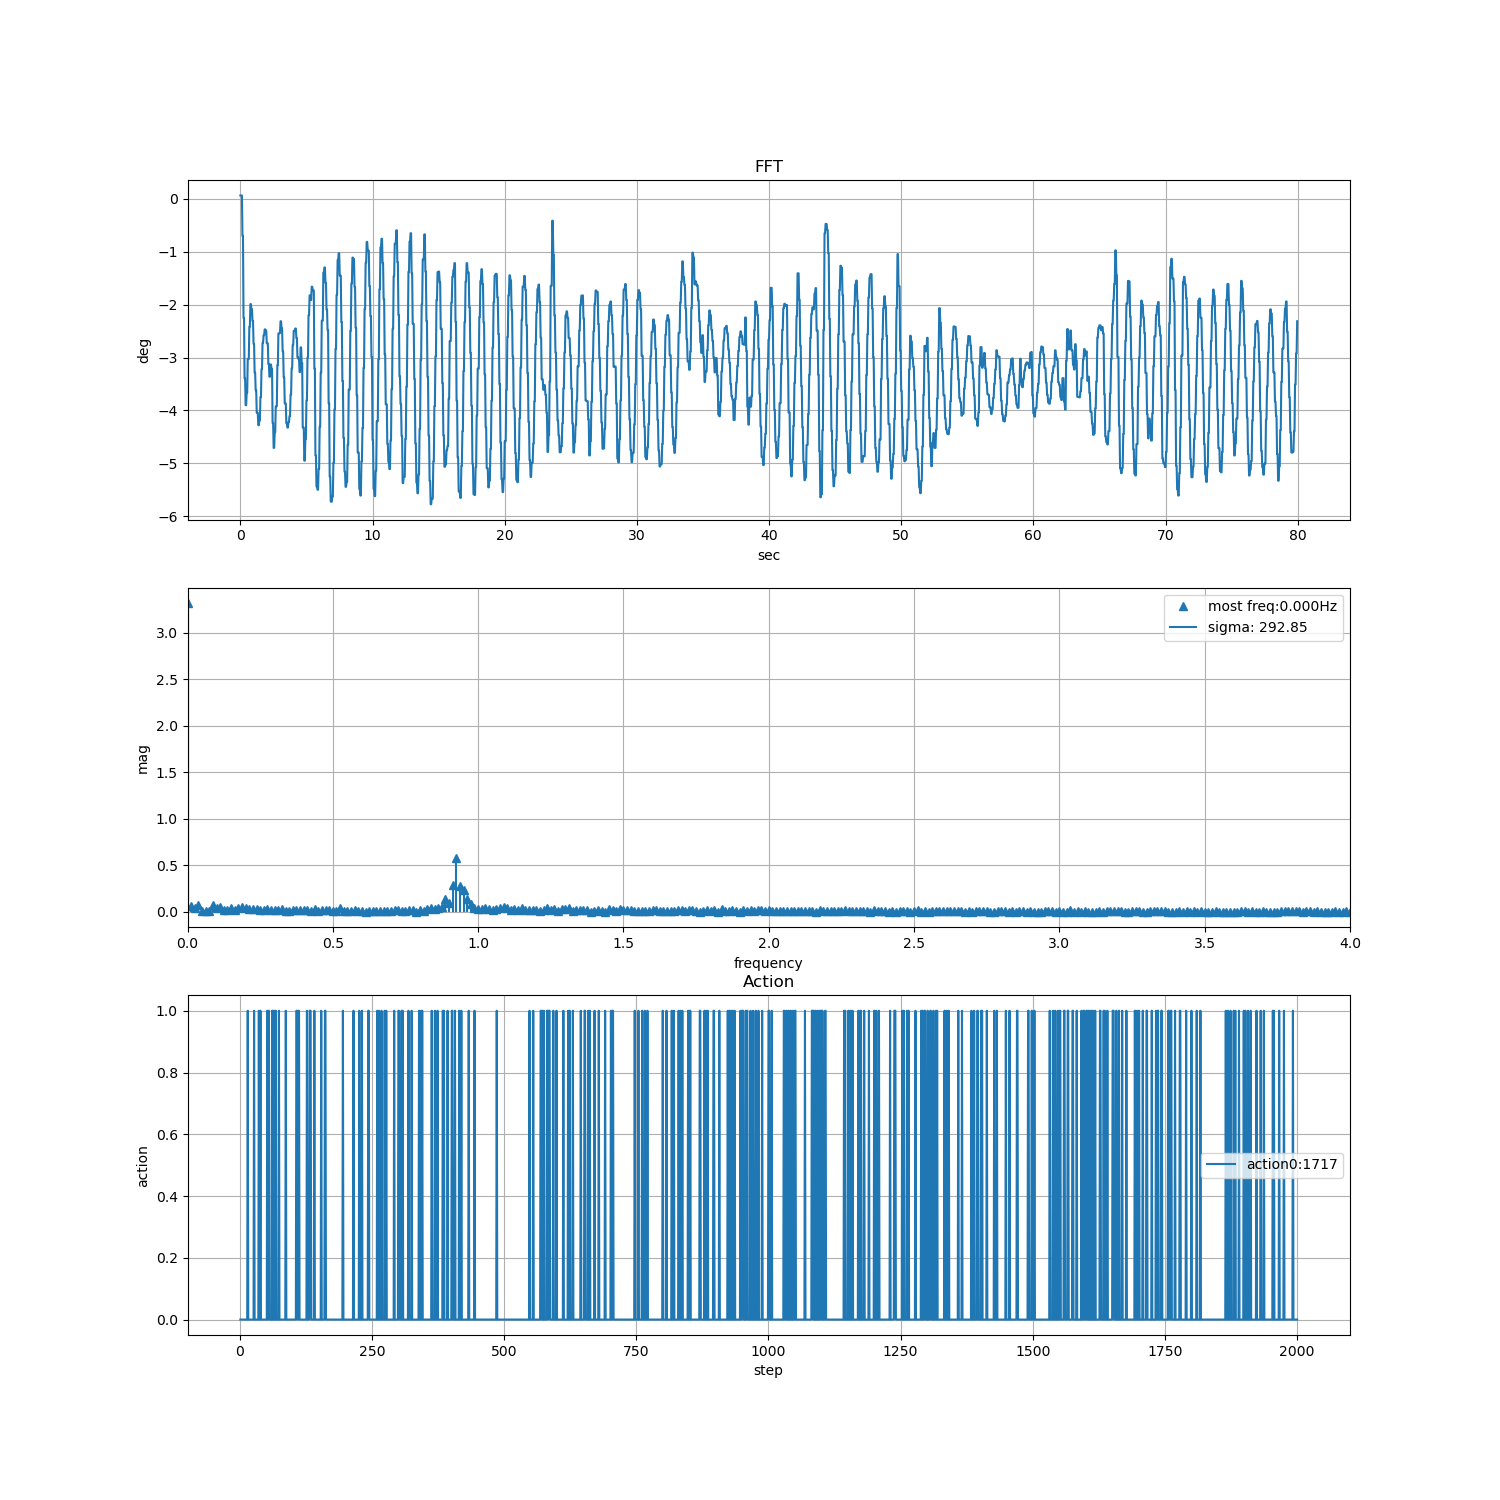 FFT
0
−1
−2
−3
−4
−5
−6
deg
0 10 20 30 40 50 60 70 80
sec
most freq:0.000Hz
sigma: 292.85
3.0
2.5
2.0
1.5
1.0
0.5
0.0
mag
0.0 0.5 1.0 1.5 2.0 2.5 3.0 3.5 4.0
frequency
Action
1.0
0.8
0.6
0.4
0.2
0.0
action
action0:1717
0 250 500 750 1000 1250 1500 1750 2000
step